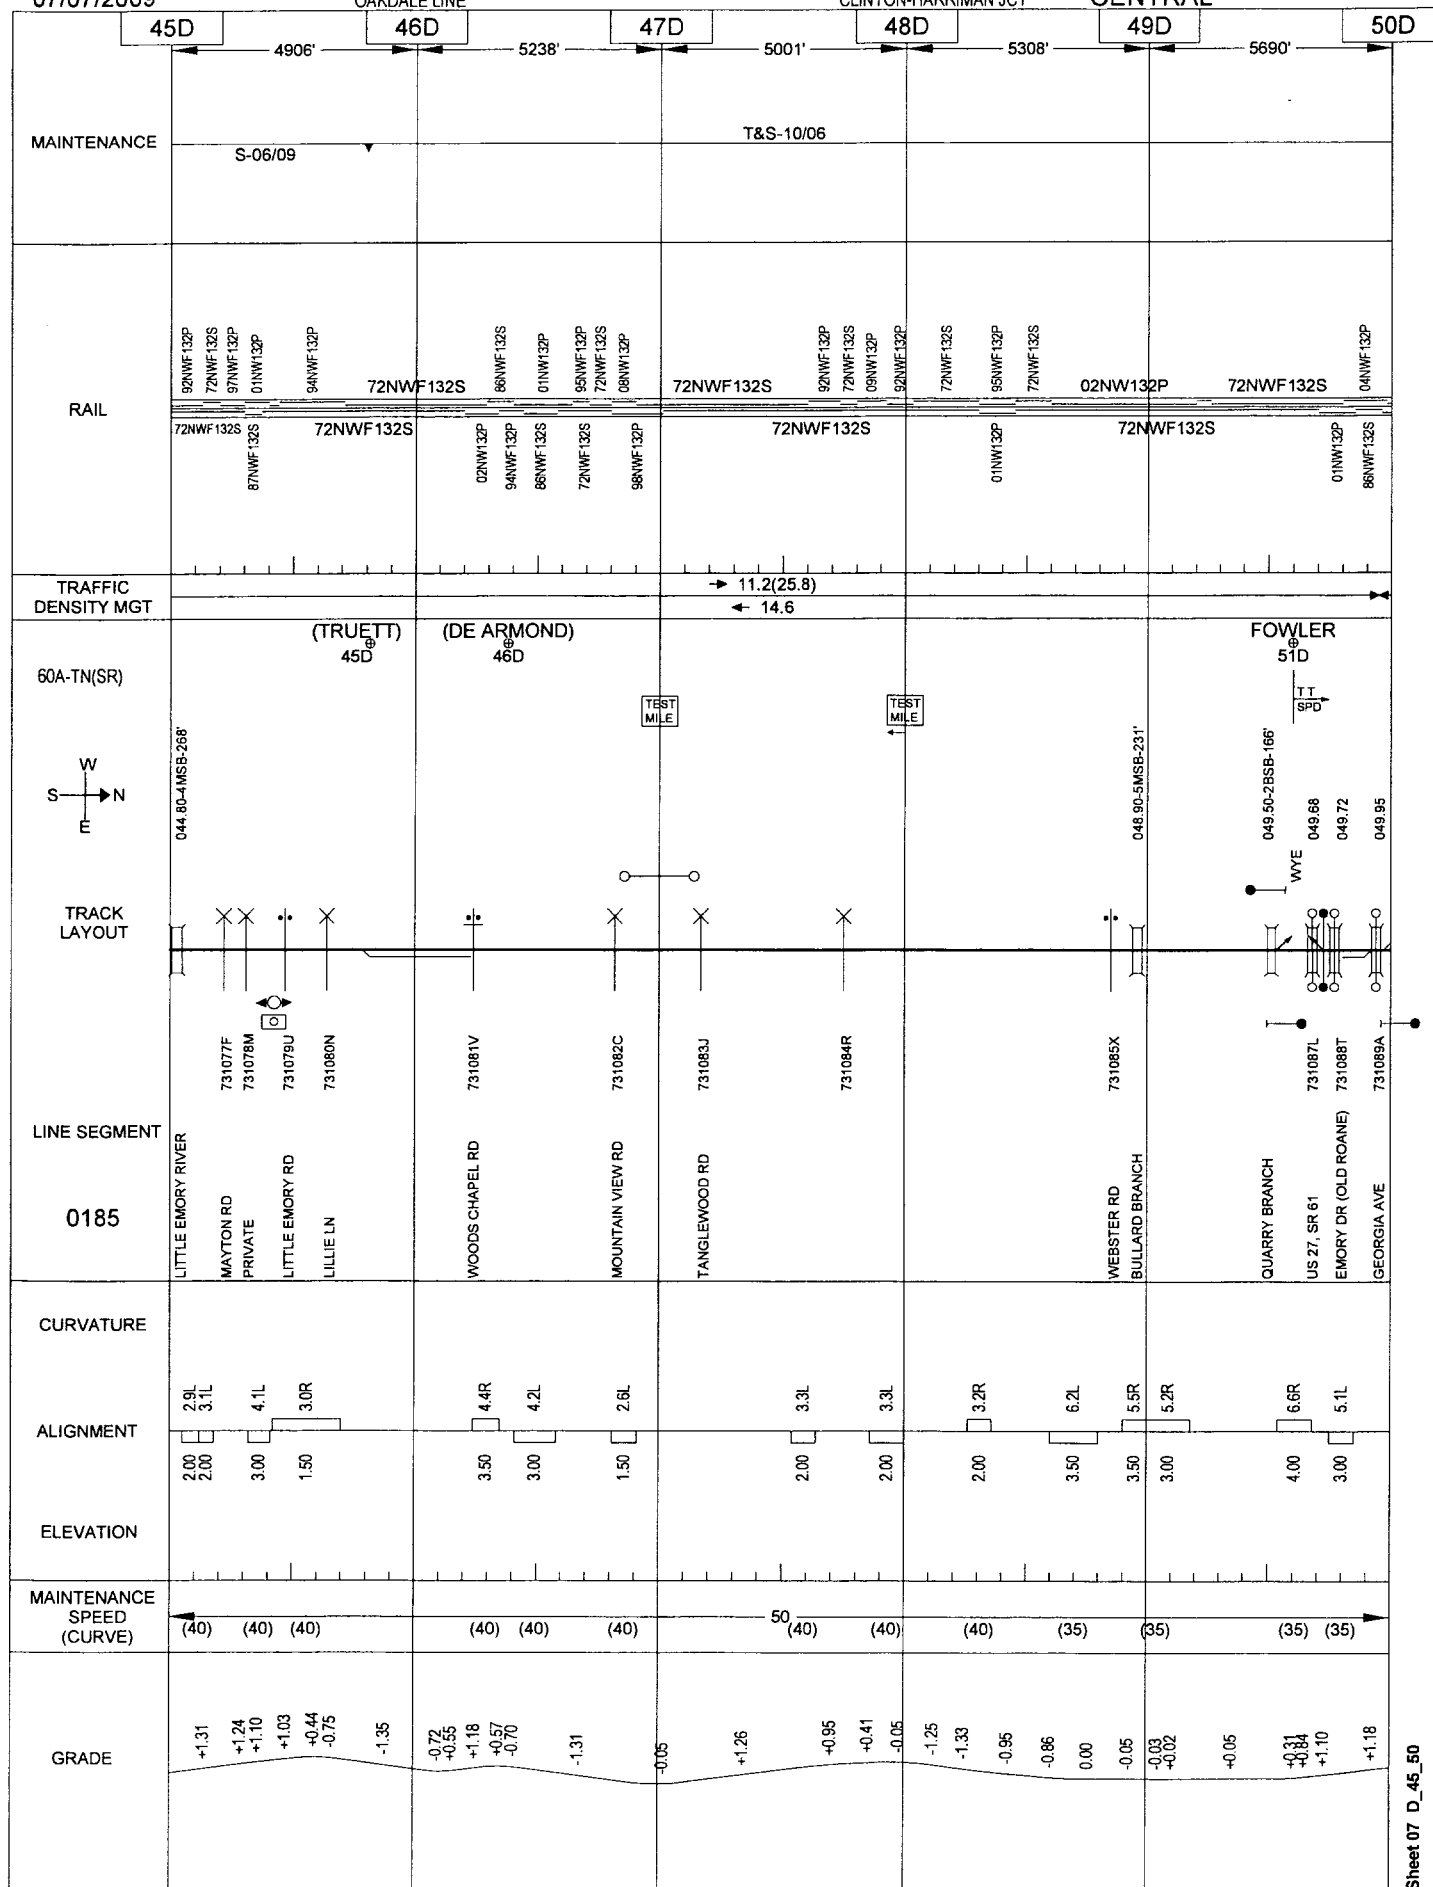 07/07/2009 OAKDALE LINE CLINTON-HARRIMAN JCT CENTRAL
45D 46D 47D 48D 49D 50D
4906' 5238' 5001' 5308' 5690'
MAINTENANCE
S-06/09
T&S-10/06
RAIL
92NWF132P 72NWF132S 97NWF132P 01NW132P 94NWF132P 72NWF132S 86NWF132S 01NW132P 95NWF132P 72NWF132S 08NW132P 72NWF132S 92NWF132P 72NWF132S 09NW132P 92NWF132P 72NWF132S 95NWF132P 72NWF132S 02NW132P 72NWF132S 04NWF132P
72NWF132S 87NWF132S 72NWF132S 02NW132P 94NWF132P 86NWF132S 72NWF132S 98NWF132P 72NWF132S 01NW132P 72NWF132S 01NW132P 86NWF132S
TRAFFIC
DENSITY MGT
11.2(25.8)
14.6
(TRUETT) (DE ARMOND) FOWLER
45D 46D 51D
60A-TN(SR)
TEST
MILE
TEST
MILE
T T
SPD
W
S N
E
044.80-4MSB-268' 048.90-5MSB-231' 049.50-2BSB-166' 049.68 049.72 049.95
WYE
TRACK
LAYOUT
731077F 731078M 731079U 731080N 731081V 731082C 731083J 731084R 731085X 731087L 731088T 731089A
LINE SEGMENT
0185
LITTLE EMORY RIVER
MAYTON RD
PRIVATE
LITTLE EMORY RD
LILLIE LN
WOODS CHAPEL RD
MOUNTAIN VIEW RD
TANGLEWOOD RD
WEBSTER RD
BULLARD BRANCH
QUARRY BRANCH
US 27, SR 61
EMORY DR (OLD ROANE)
GEORGIA AVE
CURVATURE
2.9L 3.1L 4.1L 3.0R 4.4R 4.2L 2.6L 3.3L 3.3L 3.2R 6.2L 5.5R 5.2R 6.6R 5.1L
ALIGNMENT
2.00 2.00 3.00 1.50 3.50 3.00 1.50 2.00 2.00 2.00 3.50 3.50 3.00 4.00 3.00
ELEVATION
MAINTENANCE
SPEED
(CURVE)
50
(40) (40) (40) (40) (40) (40) (40) (40) (40) (35) (35) (35) (35)
GRADE
+1.31 +1.24 +1.10 +1.03 +0.44 -0.75 -1.35 -0.72 +0.55 +1.18 +0.57 -0.70 -1.31 -0.05 +1.26 +0.95 +0.41 -0.05 -1.25 -1.33 -0.95 -0.86 0.00 -0.05 -0.03 +0.02 +0.05 +0.31 +0.84 +1.10 +1.18
Sheet 07 D_45_50